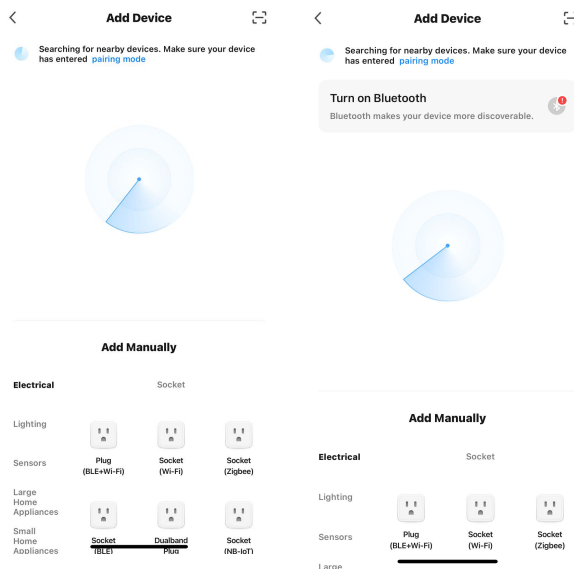 Add Device
Searching for nearby devices. Make sure your device
has entered pairing mode
Add Manually
Electrical
Socket
Lighting
Sensors
Large
Home
Appliances
Small
Home
Appliances
Plug
(BLE+Wi-Fi)
Socket
(Wi-Fi)
Socket
(Zigbee)
Socket
(BLE)
Dualband
Plug
Socket
(NB-IoT)
Add Device
Searching for nearby devices. Make sure your device
has entered pairing mode
Turn on Bluetooth
Bluetooth makes your device more discoverable.
Add Manually
Electrical
Socket
Lighting
Sensors
Large
Plug
(BLE+Wi-Fi)
Socket
(Wi-Fi)
Socket
(Zigbee)